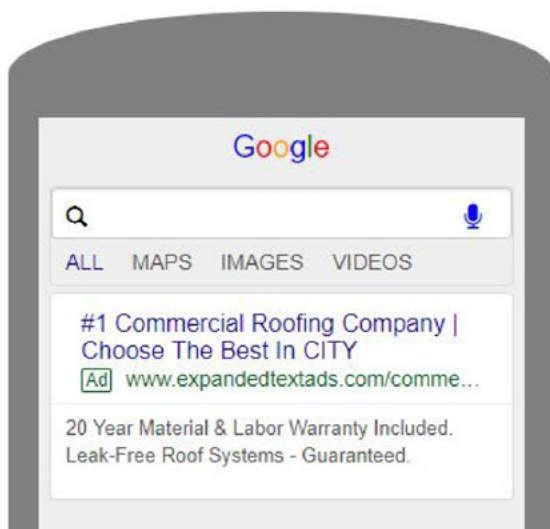 Google
ALL MAPS IMAGES VIDEOS
#1 Commercial Roofing Company |
Choose The Best In CITY
Ad www.expandedtextads.com/comme...
20 Year Material & Labor Warranty Included.
Leak-Free Roof Systems - Guaranteed.